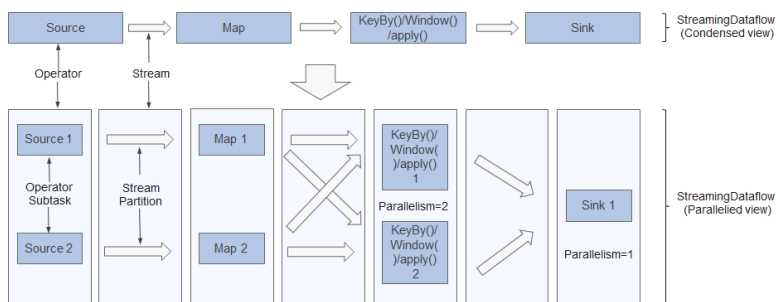 Source
Map
KeyBy()/Window()
/apply()
Sink
StreamingDataflow
(Condensed view)
Operator
Stream
Source 1
Map 1
KeyBy()/
Window(
)/apply()
1
Operator
Subtask
Stream
Partition
Parallelism=2
Sink 1
StreamingDataflow
(Parallelied view)
Source 2
Map 2
KeyBy()/
Window(
)/apply()
2
Parallelism=1